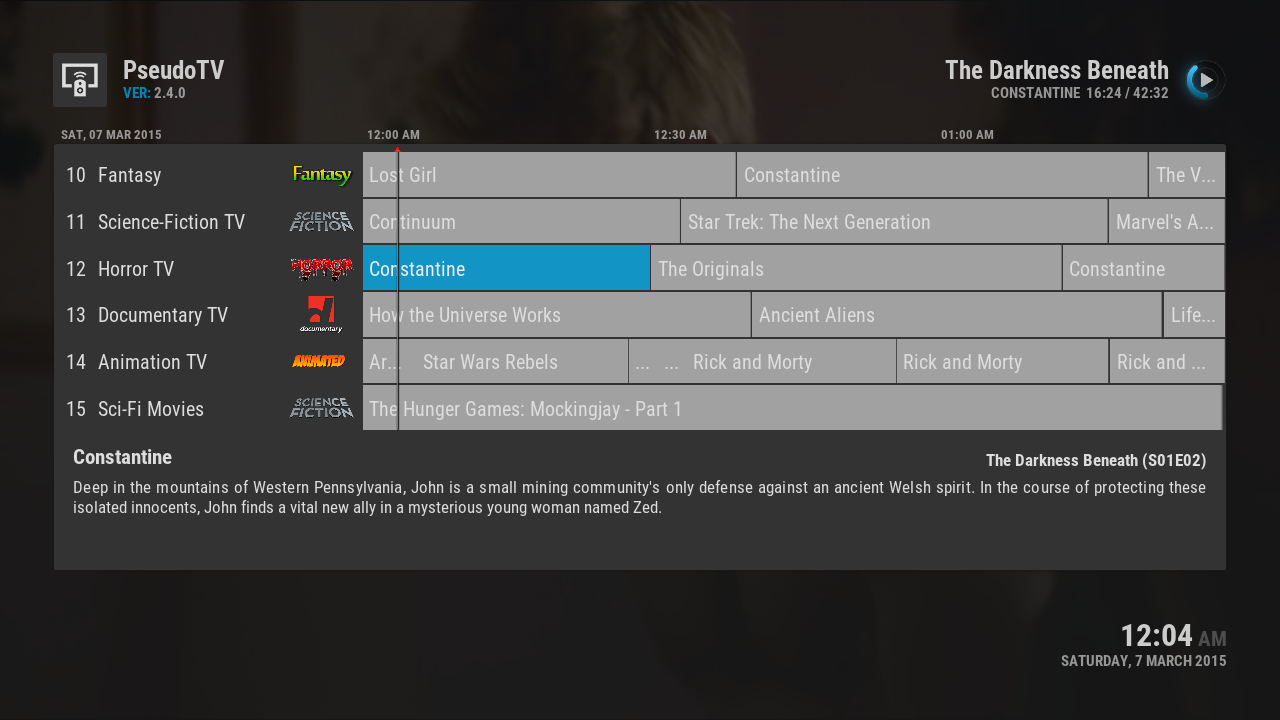 PseudoTV
VER: 2.4.0
The Darkness Beneath
CONSTANTINE 16:24 / 42:32
SAT, 07 MAR 2015 12:00 AM 12:30 AM 01:00 AM
10 Fantasy Fantasy Lost Girl Constantine The V...
11 Science-Fiction TV SCIENCE FICTION Continuum Star Trek: The Next Generation Marvel's A...
12 Horror TV HORROR Constantine The Originals Constantine
13 Documentary TV documentary How the Universe Works Ancient Aliens Life...
14 Animation TV ANIMATED Ar... Star Wars Rebels ... ... Rick and Morty Rick and Morty Rick and ...
15 Sci-Fi Movies SCIENCE FICTION The Hunger Games: Mockingjay - Part 1
Constantine The Darkness Beneath (S01E02)
Deep in the mountains of Western Pennsylvania, John is a small mining community's only defense against an ancient Welsh spirit. In the course of protecting these
isolated innocents, John finds a vital new ally in a mysterious young woman named Zed.
12:04 AM
SATURDAY, 7 MARCH 2015